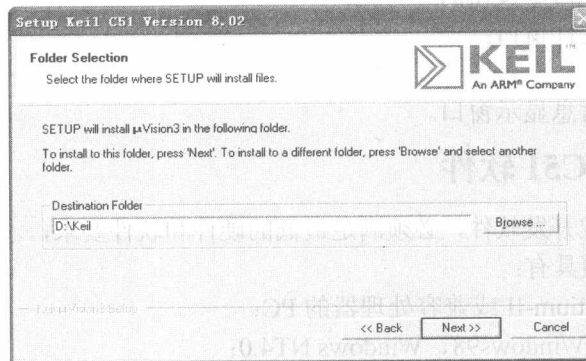 Setup Keil C51 Version 8.02
Folder Selection
Select the folder where SETUP will install files.
KEIL™
An ARM® Company
SETUP will install µVision3 in the following folder.
To install to this folder, press 'Next'. To install to a different folder, press 'Browse' and select another
folder.
Destination Folder
D:\Keil
Browse ...
Keil µVision3 Setup
<< Back
Next >>
Cancel